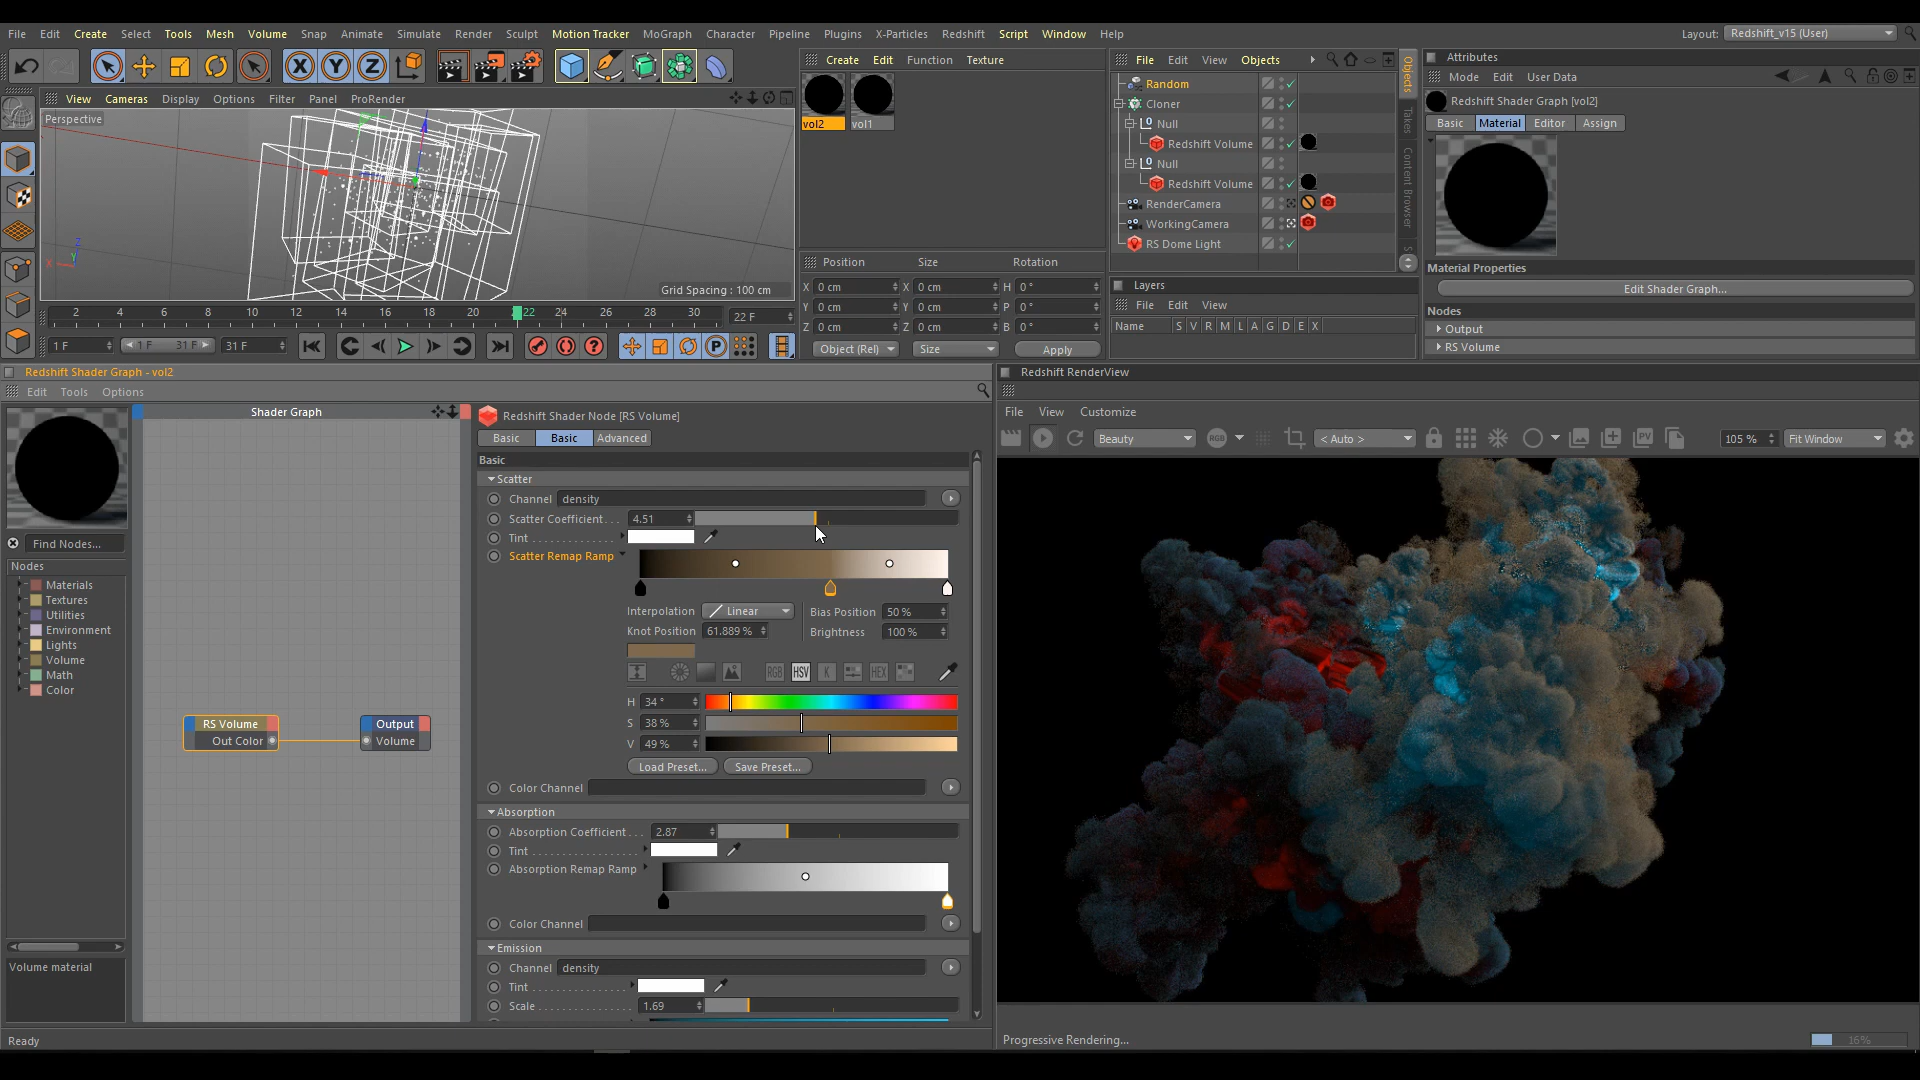 File Edit Create Select Tools Mesh Volume Snap Animate Simulate Render Sculpt Motion Tracker MoGraph Character Pipeline Plugins X-Particles Redshift Script Window Help
Layout: Redshift_v15 (User)
X Y Z
View Cameras Display Options Filter Panel ProRender
Perspective
Z
X Y
Grid Spacing : 100 cm
2 4 6 8 10 12 14 16 18 20 22 24 26 28 30
22 F
1 F
1 F 31 F
31 F
P
Create Edit Function Texture
vol2 vol1
Position Size Rotation
X 0 cm X 0 cm H 0 °
Y 0 cm Y 0 cm P 0 °
Z 0 cm Z 0 cm B 0 °
Object (Rel) Size Apply
File Edit View Objects
Random
Cloner
Null
Redshift Volume
Null
Redshift Volume
RenderCamera
WorkingCamera
RS Dome Light
Objects
Takes
Content Browser
S
Layers
File Edit View
Name S V R M L A G D E X
Attributes
Mode Edit User Data
Redshift Shader Graph [vol2]
Basic Material Editor Assign
Material Properties
Edit Shader Graph...
Nodes
Output
RS Volume
Redshift Shader Graph - vol2
Edit Tools Options
Find Nodes...
Nodes
Materials
Textures
Utilities
Environment
Lights
Volume
Math
Color
Volume material
Ready
Shader Graph
RS Volume
Out Color
Output
Volume
Redshift Shader Node [RS Volume]
Basic Basic Advanced
Basic
Scatter
Channel density
Scatter Coefficient . . . 4.51
Tint . . . . . . . . . . . . . . . .
Scatter Remap Ramp
Interpolation Linear Bias Position 50 %
Knot Position 61.889 % Brightness 100 %
RGB HSV K HEX
H 34 °
S 38 %
V 49 %
Load Preset... Save Preset...
Color Channel
Absorption
Absorption Coefficient . . . 2.87
Tint . . . . . . . . . . . . . . . . . . .
Absorption Remap Ramp
Color Channel
Emission
Channel density
Tint . . . . . . . . . . . . . . . . .
Scale . . . . . . . . . . . . . . . . 1.69
Redshift RenderView
File View Customize
Beauty RGB < Auto > PV 105 % Fit Window
Progressive Rendering...
16%